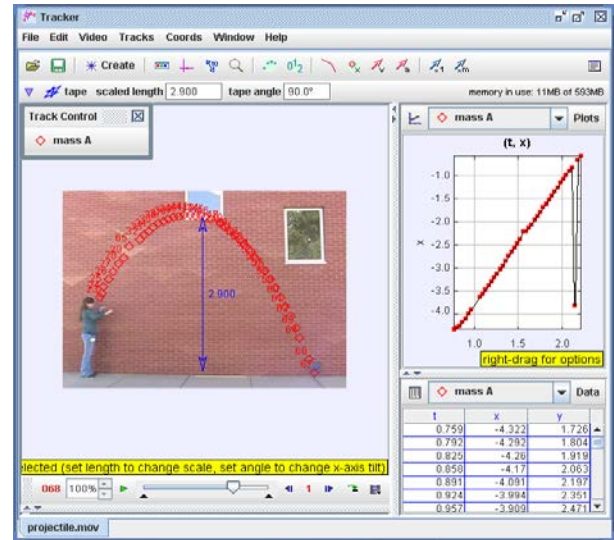 Tracker
File Edit Video Tracks Coords Window Help
Create
tape scaled length 2.900 tape angle 90.0° memory in use: 11MB of 593MB
Track Control
mass A
2.900
elected (set length to change scale, set angle to change x-axis tilt)
068 100% 1
projectile.mov
mass A Plots
(t, x)
x
-1.0
-1.5
-2.0
-2.5
-3.0
-3.5
-4.0
1.0 1.5 2.0
right-drag for options
mass A Data
t x y
0.759 -4.322 1.726
0.792 -4.292 1.804
0.825 -4.26 1.919
0.858 -4.17 2.063
0.891 -4.091 2.197
0.924 -3.994 2.351
0.957 -3.909 2.471